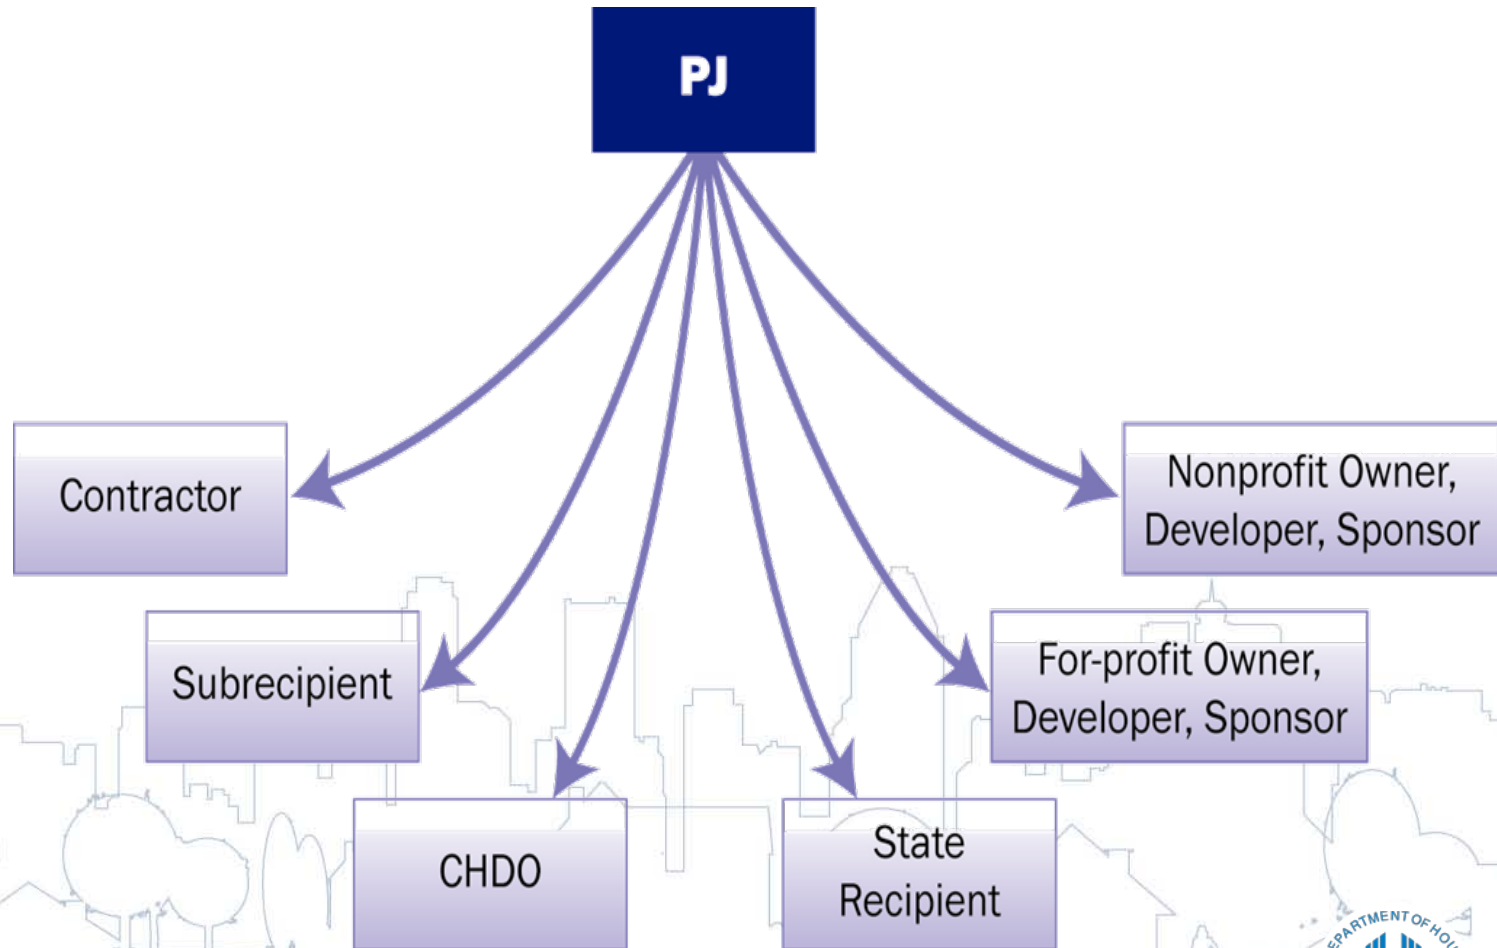 PJ
Contractor
Nonprofit Owner,
Developer, Sponsor
Subrecipient
For-profit Owner,
Developer, Sponsor
CHDO
State
Recipient